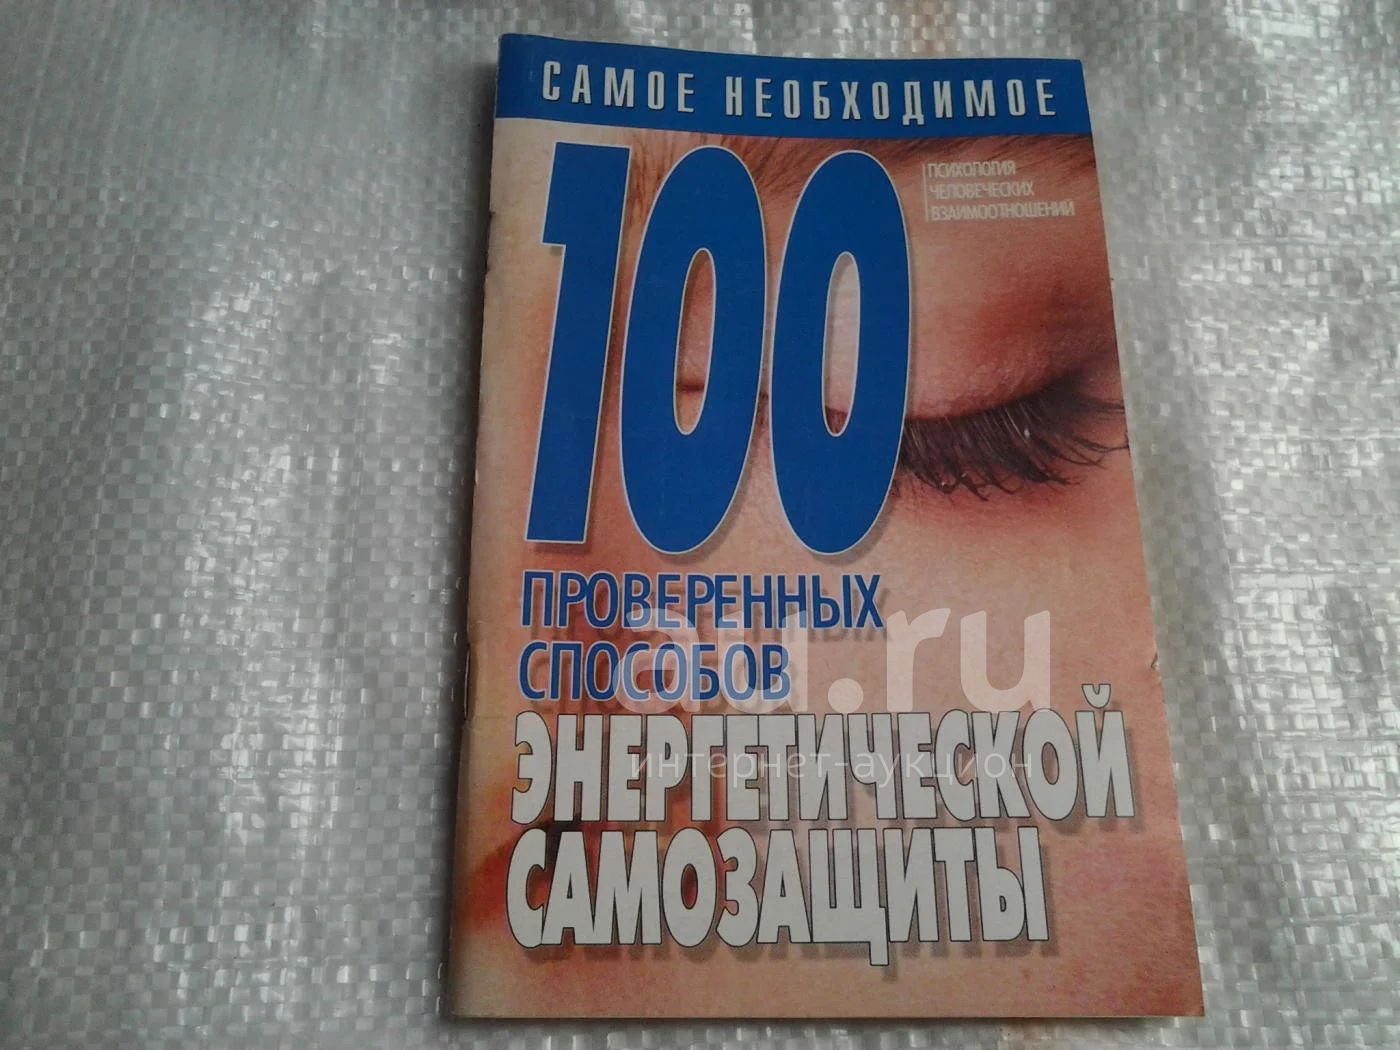 САМОЕ НЕОБХОДИМОЕ
100
ПСИХОЛОГИЯ
ЧЕЛОВЕЧЕСКИХ
ВЗАИМООТНОШЕНИЙ
ПРОВЕРЕННЫХ
СПОСОБОВ
au.ru
ЭНЕРГЕТИЧЕСКОЙ
интернет-аукцион
САМОЗАЩИТЫ